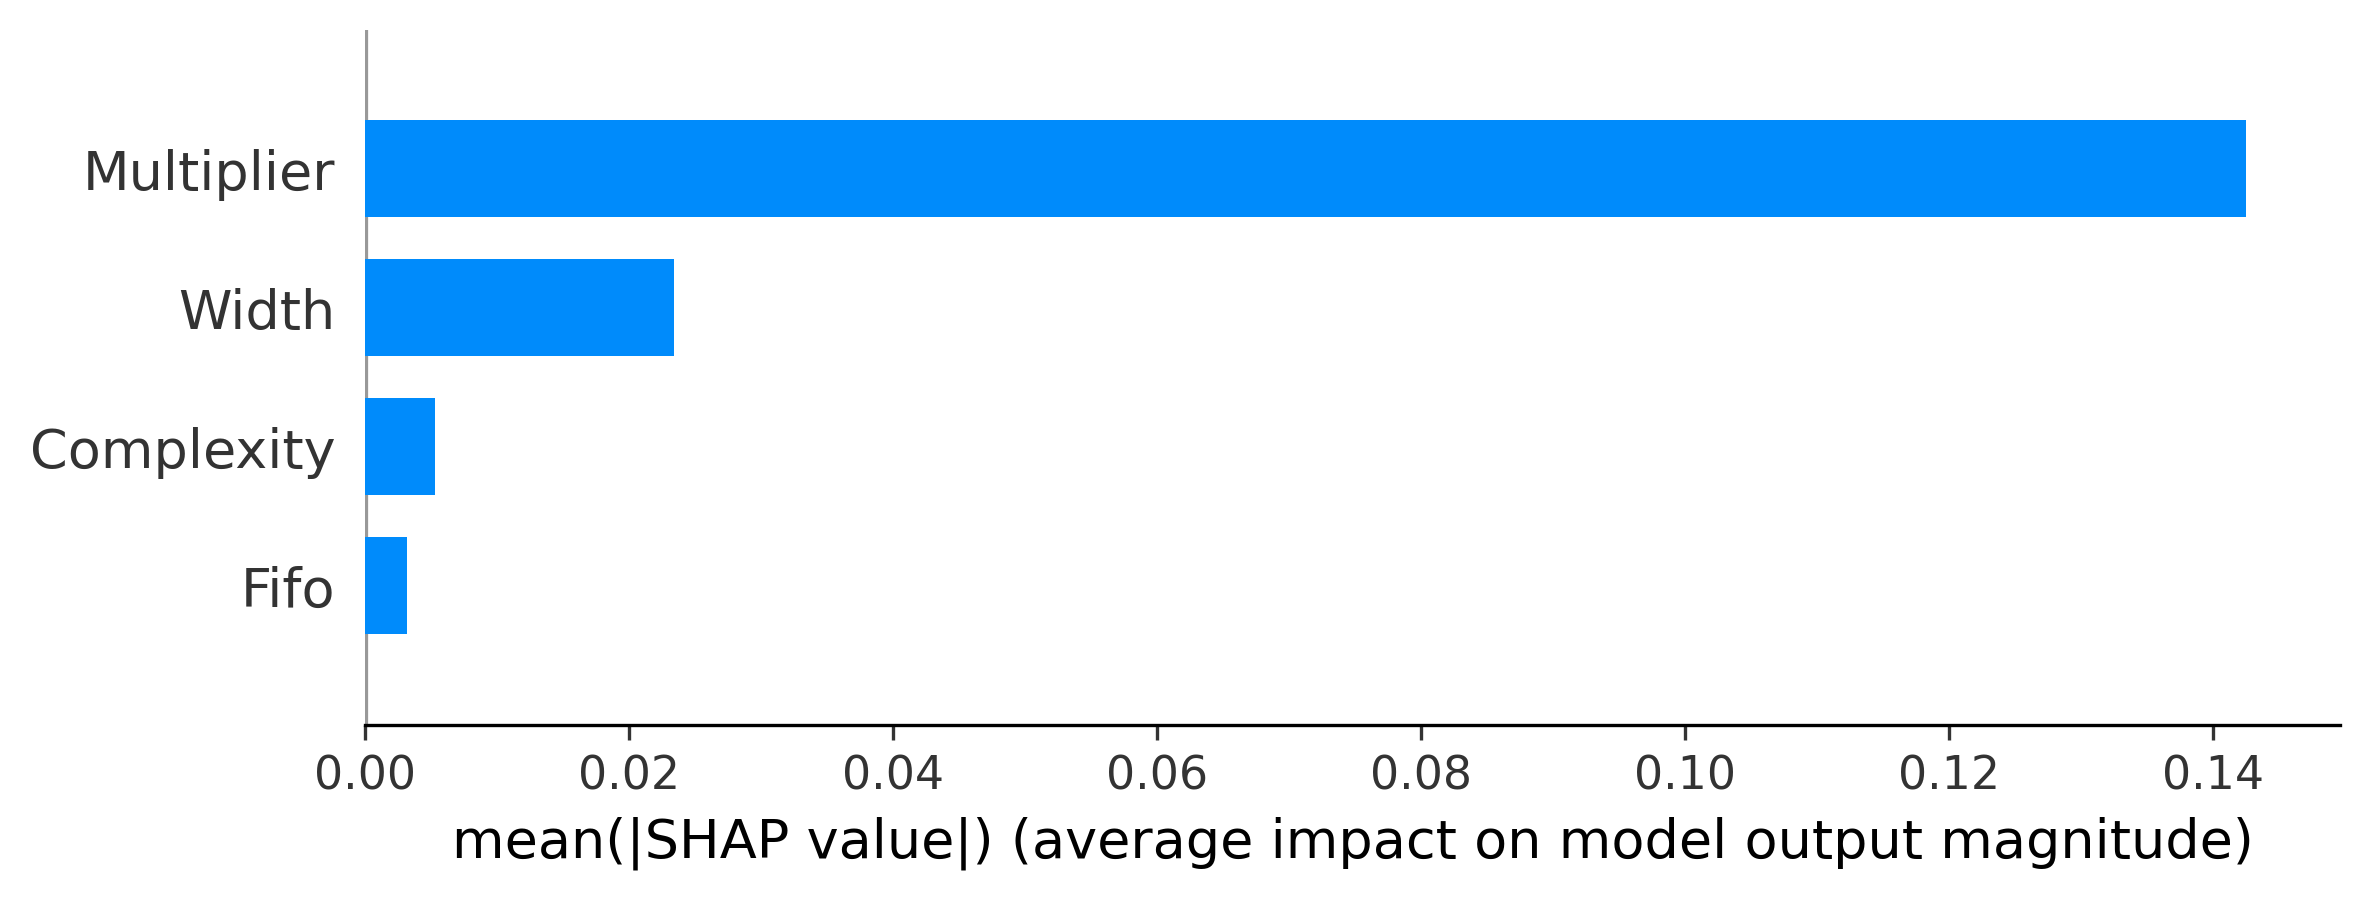 Multiplier
Width
Complexity
Fifo
0.00 0.02 0.04 0.06 0.08 0.10 0.12 0.14
mean(|SHAP value|) (average impact on model output magnitude)